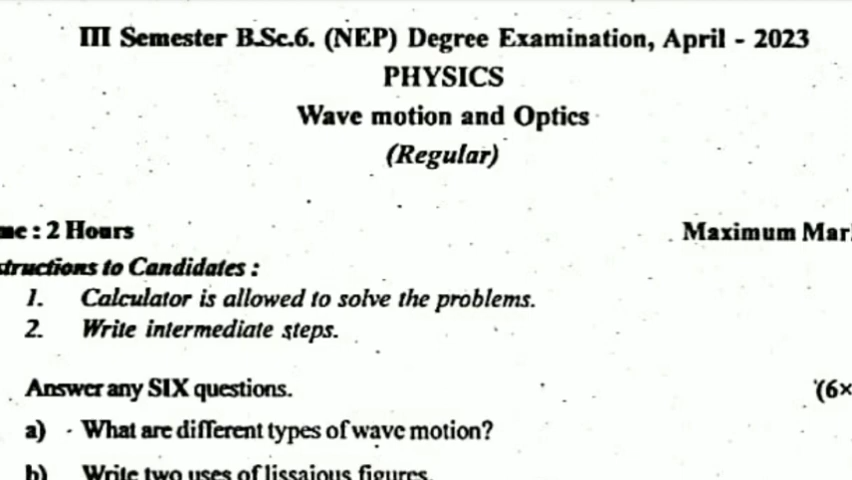 III Semester B.Sc.6. (NEP) Degree Examination, April - 2023
PHYSICS
Wave motion and Optics
(Regular)
: 2 Hours
Maximum
to Candidates :
1. Calculator is allowed to solve the problems.
2. Write intermediate steps.
Answer any SIX questions.
(6×
a) What are different types of wave motion?
b) Write two uses of lissajous figures.